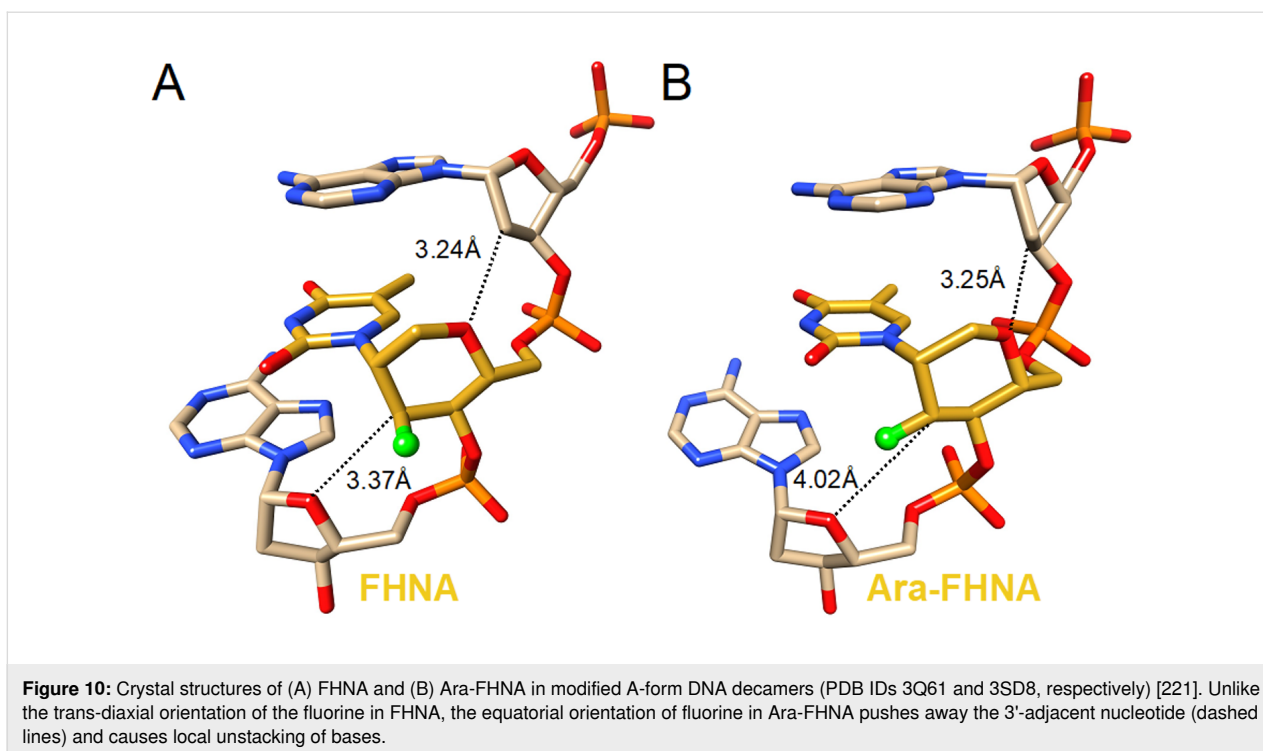 A
B
3.24Å
3.25Å
3.37Å
4.02Å
FHNA
Ara-FHNA
Figure 10: Crystal structures of (A) FHNA and (B) Ara-FHNA in modified A-form DNA decamers (PDB IDs 3Q61 and 3SD8, respectively) [221]. Unlike
the trans-diaxial orientation of the fluorine in FHNA, the equatorial orientation of fluorine in Ara-FHNA pushes away the 3'-adjacent nucleotide (dashed
lines) and causes local unstacking of bases.